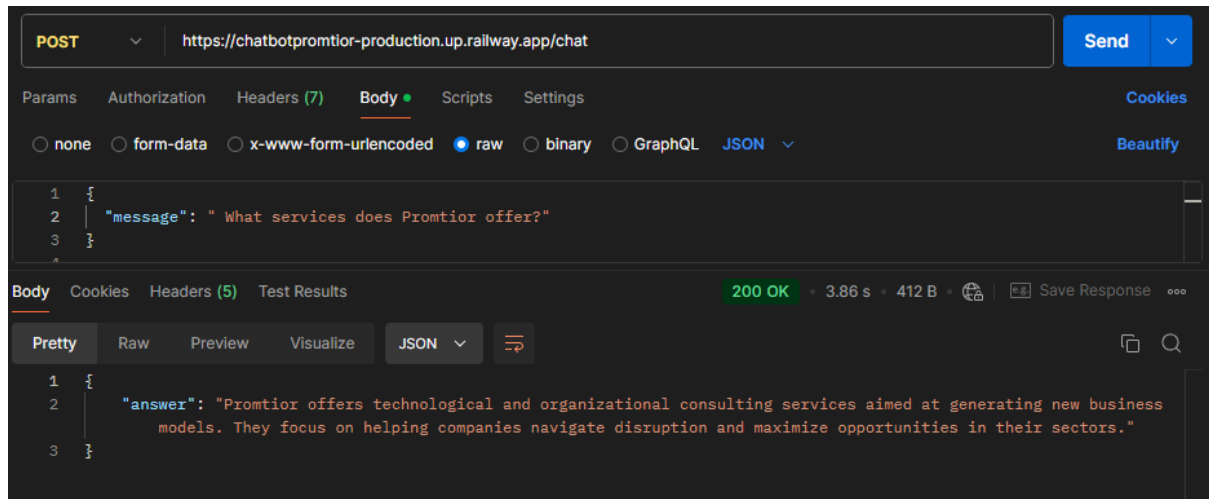 POST https://chatbotpromtior-production.up.railway.app/chat Send
Params Authorization Headers (7) Body Scripts Settings Cookies
none form-data x-www-form-urlencoded raw binary GraphQL JSON Beautify
1 {
2 "message": " What services does Promtior offer?"
3 }
Body Cookies Headers (5) Test Results 200 OK 3.86 s 412 B e.g. Save Response
Pretty Raw Preview Visualize JSON
1 {
2 "answer": "Promtior offers technological and organizational consulting services aimed at generating new business
models. They focus on helping companies navigate disruption and maximize opportunities in their sectors."
3 }